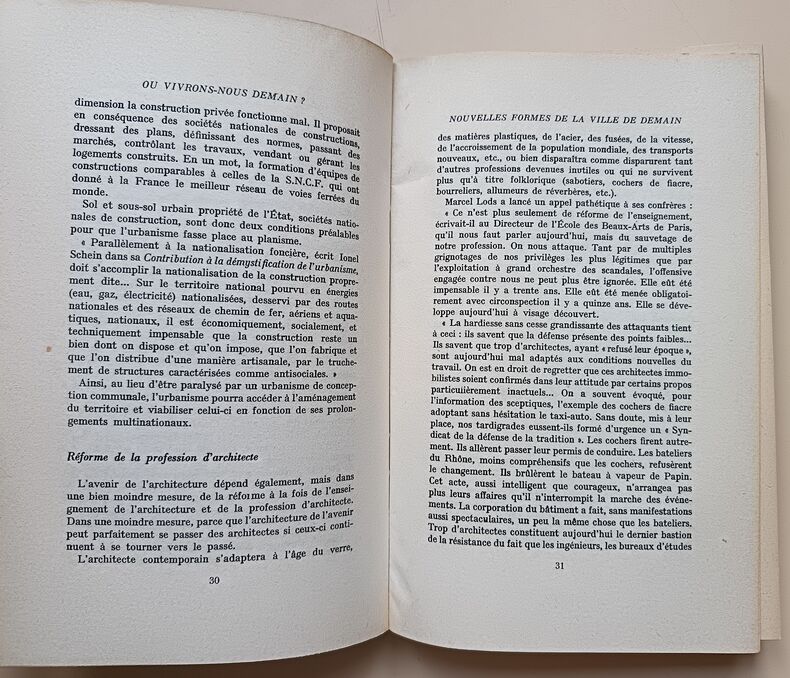 OU VIVRONS-NOUS DEMAIN ?
dimension la construction privée fonctionne mal. Il proposait
en conséquence des sociétés nationales de constructions,
dressant des plans, définissant des normes, passant des
marchés, contrôlant les travaux, vendant ou gérant les
logements construits. En un mot, la formation d'équipes de
constructions comparables à celles de la S.N.C.F. qui ont
donné à la France le meilleur réseau de voies ferrées du
monde.
Sol et sous-sol urbain propriété de l'État, sociétés natio-
nales de construction, sont donc deux conditions préalables
pour que l'urbanisme fasse place au planisme.
« Parallèlement à la nationalisation foncière, écrit Ionel
Schein dans sa Contribution à la démystification de l'urbanisme,
doit s'accomplir la nationalisation de la construction propre-
ment dite... Sur le territoire national pourvu en énergies
(eau, gaz, électricité) nationalisées, desservi par des routes
nationales et des réseaux de chemin de fer, aériens et aqua-
tiques, nationaux, il est économiquement, socialement, et
techniquement impensable que la construction reste un
bien dont on dispose et qu'on impose, que l'on fabrique et
que l'on distribue d'une manière artisanale, par le truche-
ment de structures caractérisées comme antisociales. »
Ainsi, au lieu d'être paralysé par un urbanisme de concep-
tion communale, l'urbanisme pourra accéder à l'aménagement
du territoire et viabiliser celui-ci en fonction de ses prolon-
gements multinationaux.
Réforme de la profession d'architecte
L'avenir de l'architecture dépend également, mais dans
une bien moindre mesure, de la réforme à la fois de l'ensei-
gnement de l'architecture et de la profession d'architecte.
Dans une moindre mesure, parce que l'architecture de l'avenir
peut parfaitement se passer des architectes si ceux-ci conti-
nuent à se tourner vers le passé.
L'architecte contemporain s'adaptera à l'âge du verre,
30
NOUVELLES FORMES DE LA VILLE DE DEMAIN
des matières plastiques, de l'acier, des fusées, de la vitesse,
de l'accroissement de la population mondiale, des transports
nouveaux, etc., ou bien disparaîtra comme disparurent tant
d'autres professions devenues inutiles ou qui ne survivent
plus qu'à titre folklorique (sabotiers, cochers de fiacre,
bourreliers, allumeurs de réverbères, etc.).
Marcel Lods a lancé un appel pathétique à ses confrères :
« Ce n'est plus seulement de réforme de l'enseignement,
écrivait-il au Directeur de l'École des Beaux-Arts de Paris,
qu'il nous faut parler aujourd'hui, mais du sauvetage de
notre profession. On nous attaque. Tant par de multiples
grignotages de nos privilèges les plus légitimes que par
l'exploitation à grand orchestre des scandales, l'offensive
engagée contre nous ne peut plus être ignorée. Elle eût été
impensable il y a trente ans. Elle eût été menée obligatoi-
rement avec circonspection il y a quinze ans. Elle se déve-
loppe aujourd'hui à visage découvert.
« La hardiesse sans cesse grandissante des attaquants tient
à ceci : ils savent que la défense présente des points faibles...
Ils savent que trop d'architectes, ayant « refusé leur époque »,
sont aujourd'hui mal adaptés aux conditions nouvelles du
travail. On est en droit de regretter que ces architectes immo-
bilistes soient confirmés dans leur attitude par certains propos
particulièrement inactuels... On a souvent évoqué, pour
l'information des sceptiques, l'exemple des cochers de fiacre
adoptant sans hésitation le taxi-auto. Sans doute, mis à leur
place, nos tardigrades eussent-ils formé d'urgence un « Syn-
dicat de la défense de la tradition ». Les cochers firent autre-
ment. Ils allèrent passer leur permis de conduire. Les bateliers
du Rhône, moins compréhensifs que les cochers, refusèrent
le changement. Ils brûlèrent le bateau à vapeur de Papin.
Cet acte, aussi intelligent que courageux, n'arrangea pas
plus leurs affaires qu'il n'interrompit la marche des événe-
ments. La corporation du bâtiment a fait, sans manifestations
aussi spectaculaires, un peu la même chose que les bateliers.
Trop d'architectes constituent aujourd'hui le dernier bastion
de la résistance du fait que les ingénieurs, les bureaux d'études
31